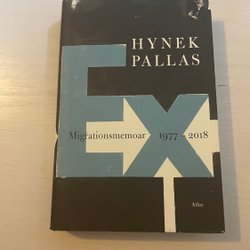 HYNEK
PALLAS
Ex
Migrationsmemoar 1977–2018
Atlas